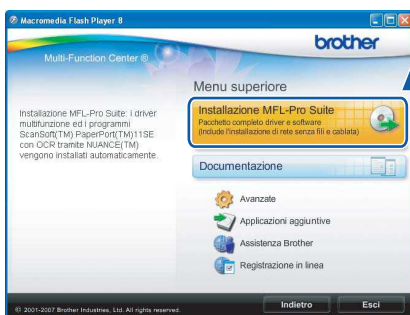 Macromedia Flash Player 8
brother
Multi-Function Center ®
Menu superiore
Installazione MFL-Pro Suite: i driver
multifunzione ed i programmi
ScanSoft(TM) PaperPort(TM)11SE
con OCR tramite NUANCE(TM)
vengono installati automaticamente.
Installazione MFL-Pro Suite
Pacchetto completo driver e software
(Include l'installazione di rete senza fili e cablata)
Documentazione
Avanzate
Applicazioni aggiuntive
Assistenza Brother
Registrazione in linea
© 2001-2007 Brother Industries, Ltd. All rights reserved.
Indietro
Esci